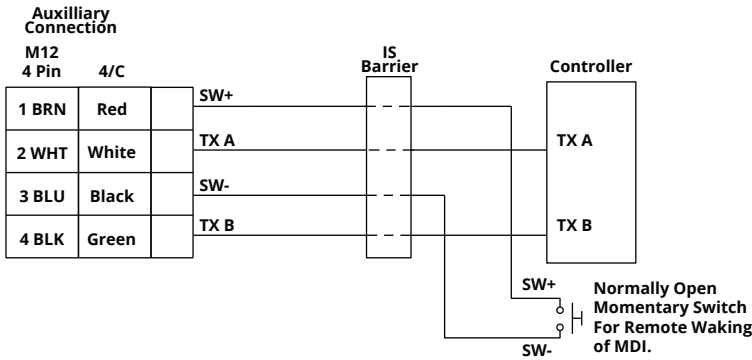 Auxilliary
Connection
M12
4 Pin
4/C
IS
Barrier
Controller
1 BRN
Red
SW+
2 WHT
White
TX A
TX A
3 BLU
Black
SW-
4 BLK
Green
TX B
TX B
SW+
Normally Open
Momentary Switch
For Remote Waking
of MDI.
SW-